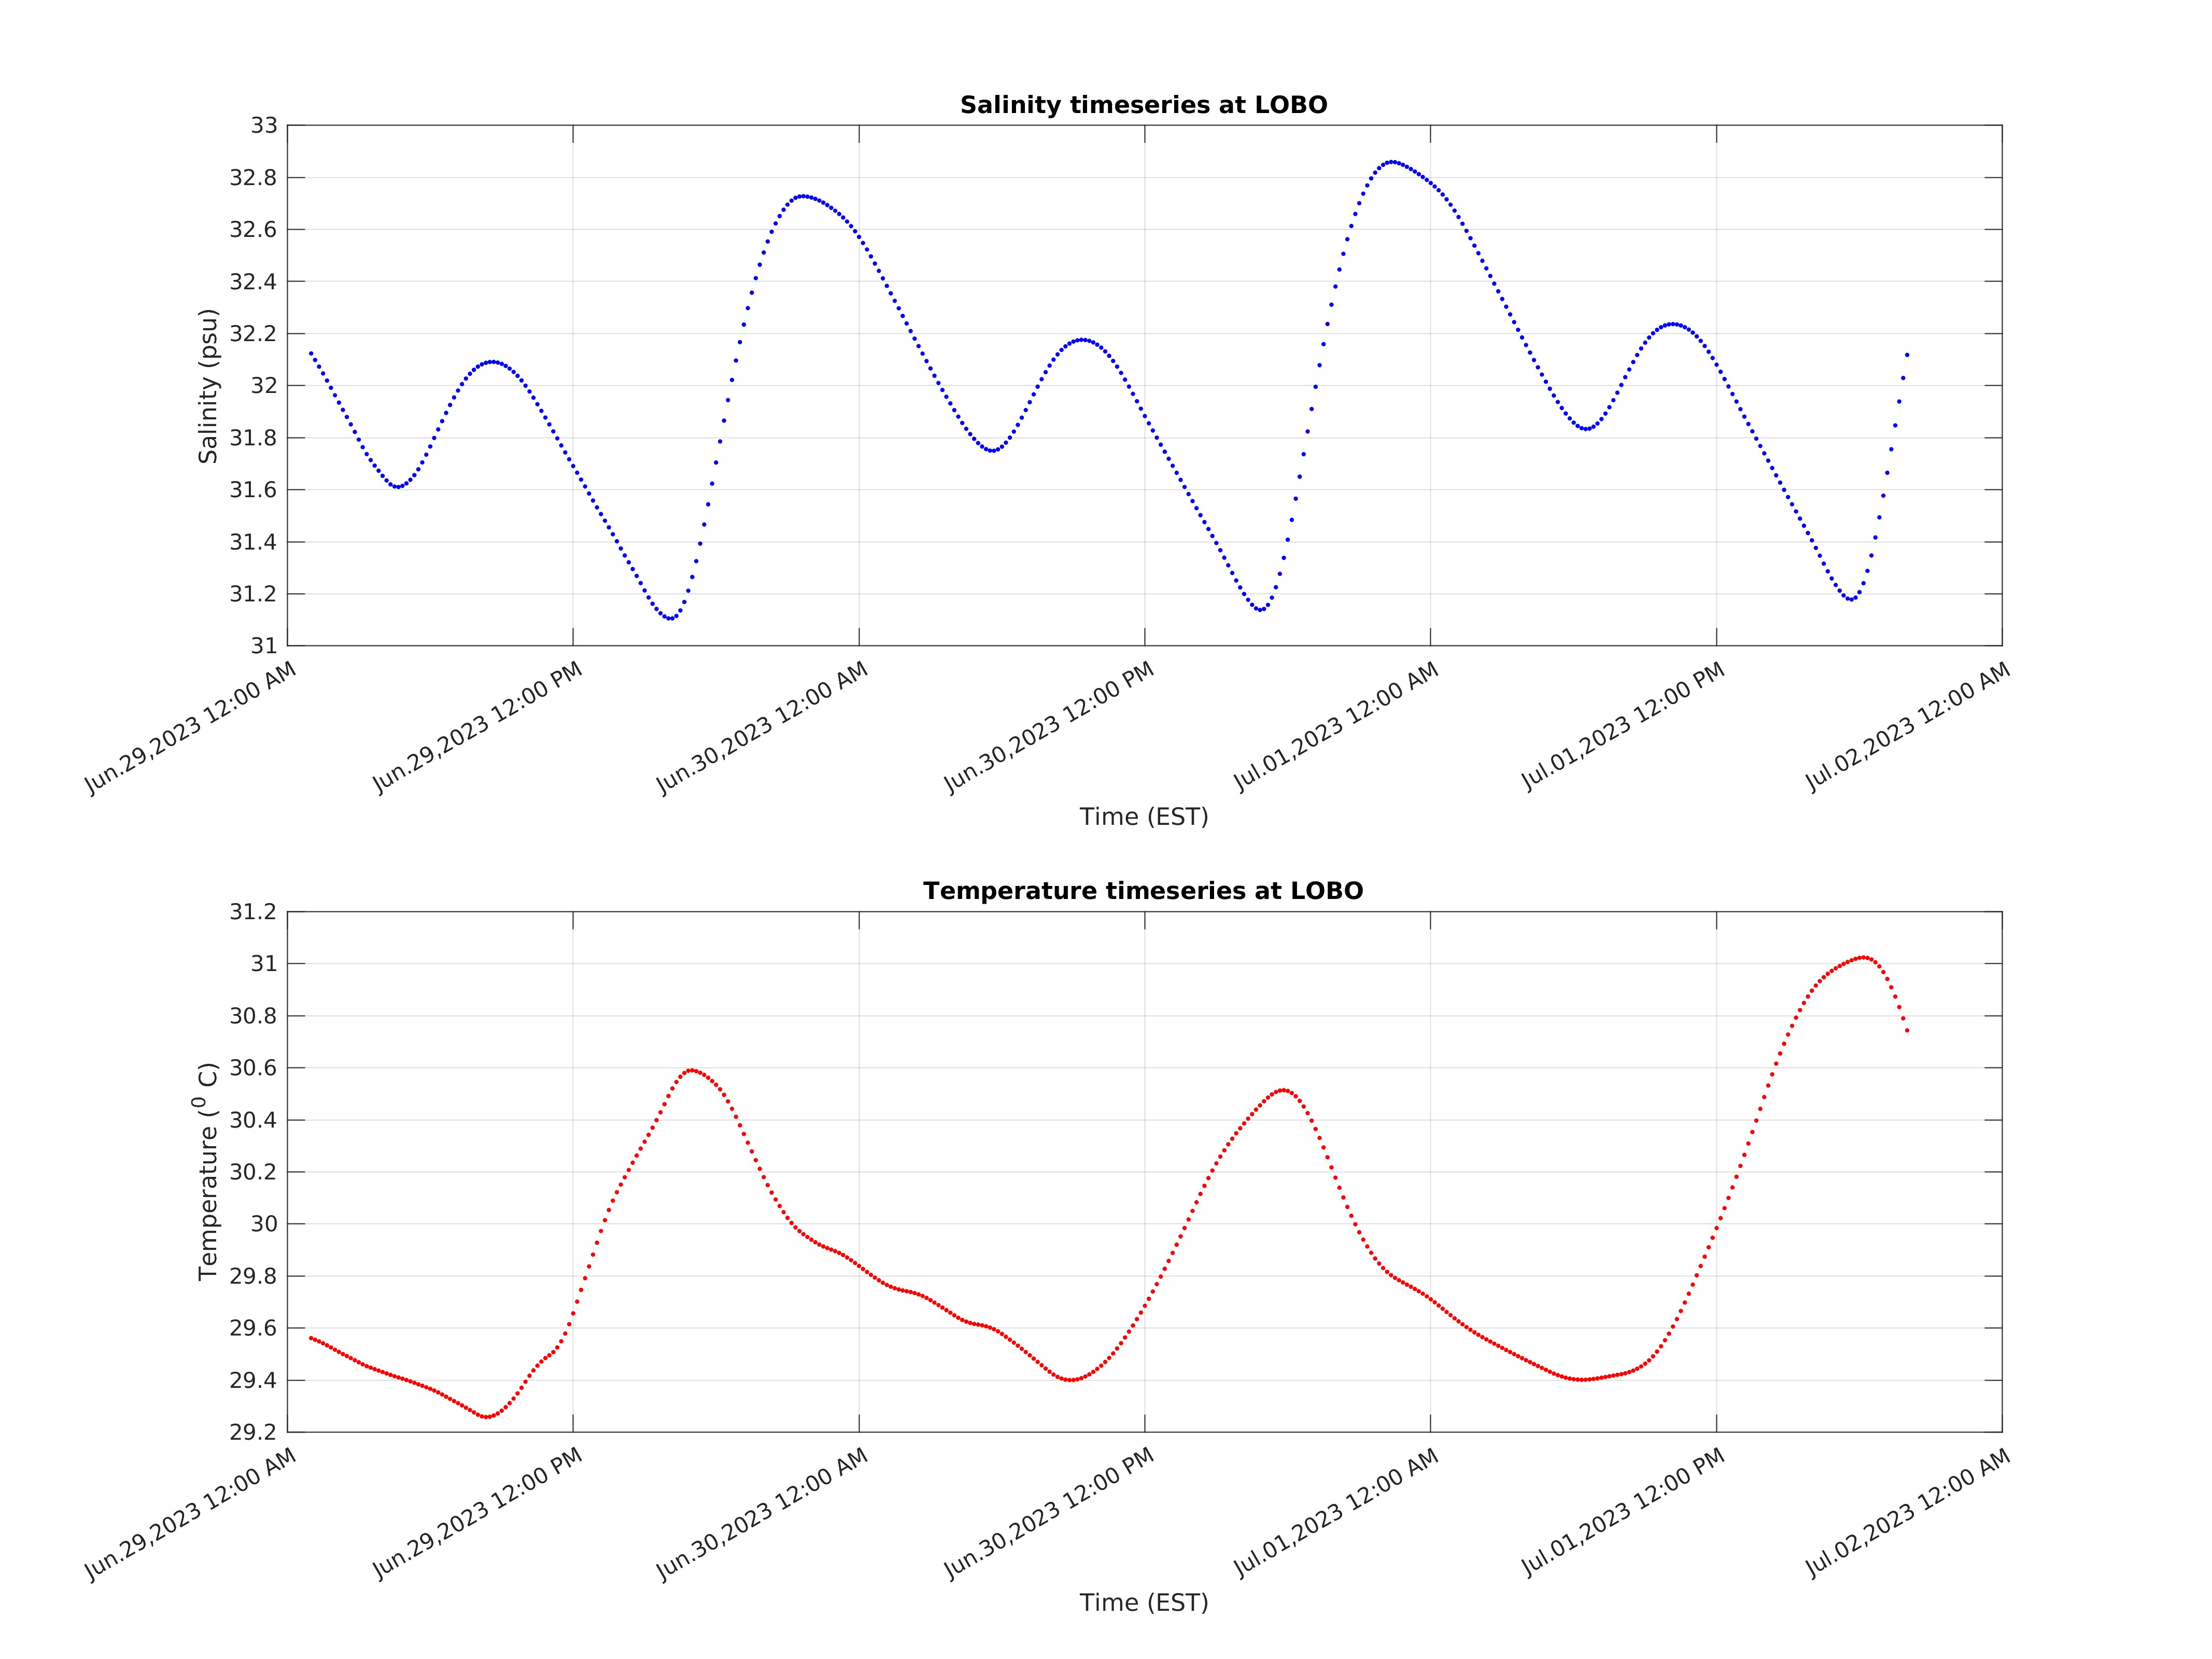 Salinity timeseries at LOBO
33
32.8
32.6
32.4
32.2
32
31.8
31.6
31.4
31.2
31
Salinity (psu)
Jun.29,2023 12:00 AM
Jun.29,2023 12:00 PM
Jun.30,2023 12:00 AM
Jun.30,2023 12:00 PM
Jul.01,2023 12:00 AM
Jul.01,2023 12:00 PM
Jul.02,2023 12:00 AM
Time (EST)
Temperature timeseries at LOBO
31.2
31
30.8
30.6
30.4
30.2
30
29.8
29.6
29.4
29.2
Temperature (⁰ C)
Jun.29,2023 12:00 AM
Jun.29,2023 12:00 PM
Jun.30,2023 12:00 AM
Jun.30,2023 12:00 PM
Jul.01,2023 12:00 AM
Jul.01,2023 12:00 PM
Jul.02,2023 12:00 AM
Time (EST)